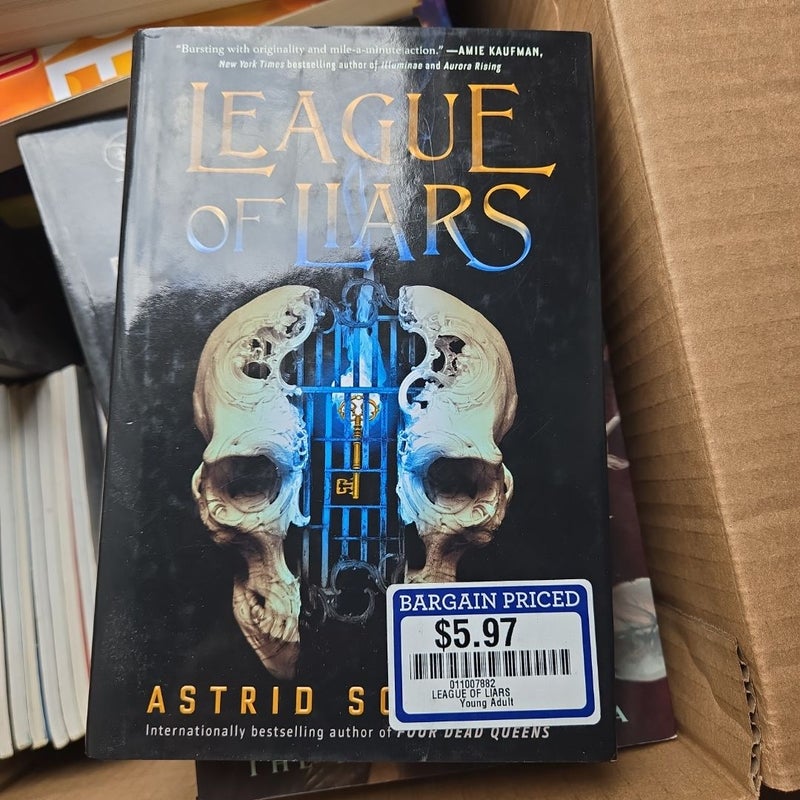 "Bursting with originality and mile-a-minute action." —AMIE KAUFMAN,
New York Times bestselling author of Illuminae and Aurora Rising
LEAGUE
OF LIARS
BARGAIN PRICED
$5.97
011007882
LEAGUE OF LIARS
Young Adult
ASTRID SC
Internationally bestselling author of FOUR DEAD QUEENS
THE
A